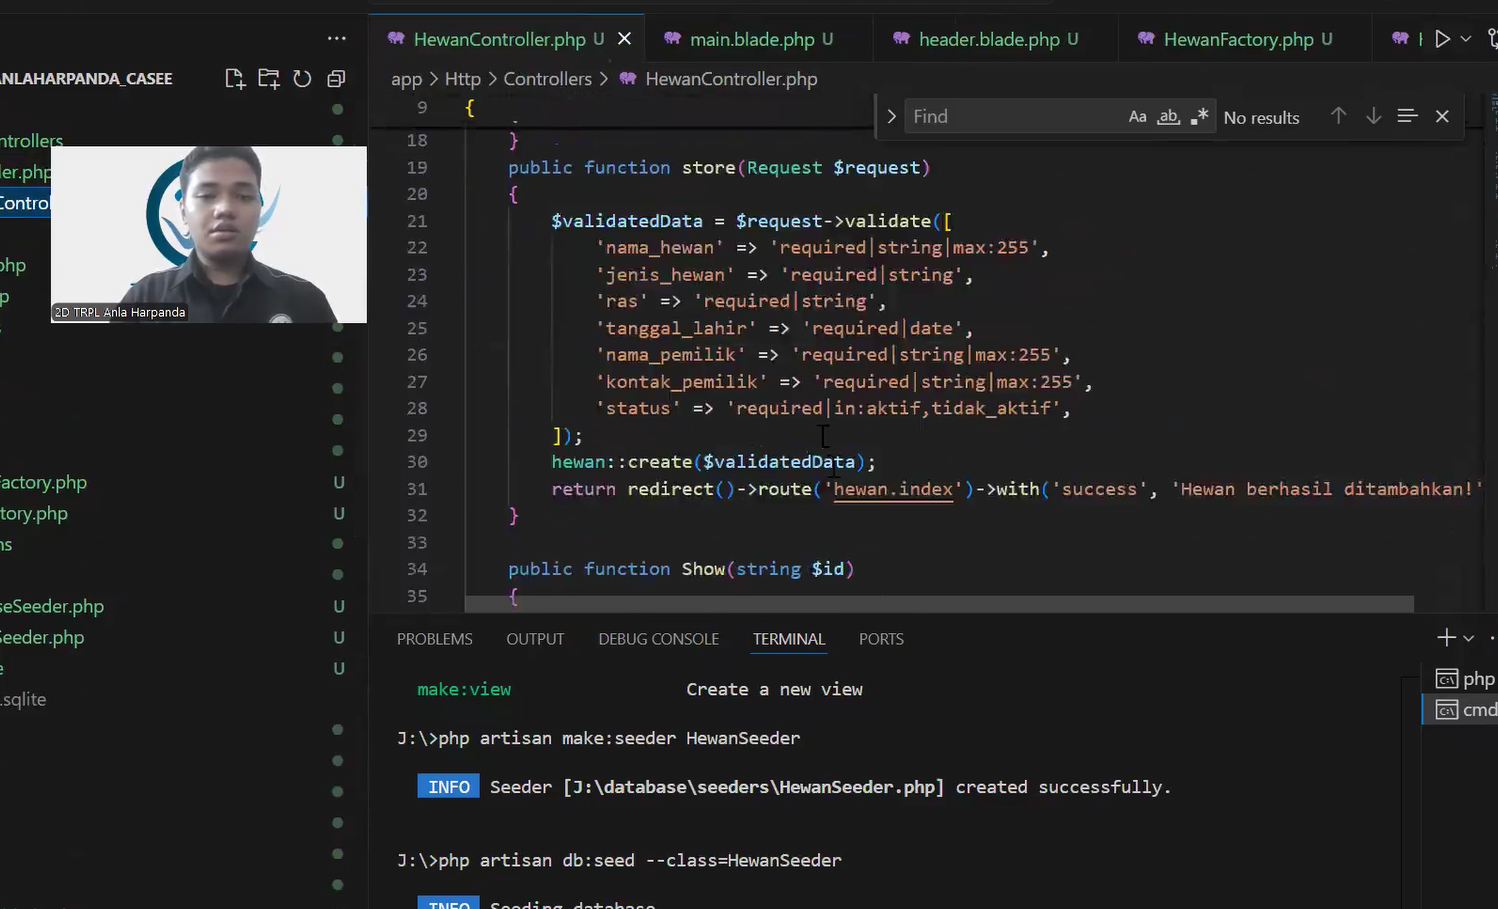 HewanController.php U
main.blade.php U
header.blade.php U
HewanFactory.php U
ANLAHARPANDA_CASEE
app > Http > Controllers > HewanController.php
Find
Aa
ab
.*
No results
9 {
18 }
19 public function store(Request $request)
20 {
21 $validatedData = $request->validate([
22 'nama_hewan' => 'required|string|max:255',
23 'jenis_hewan' => 'required|string',
24 'ras' => 'required|string',
25 'tanggal_lahir' => 'required|date',
26 'nama_pemilik' => 'required|string|max:255',
27 'kontak_pemilik' => 'required|string|max:255',
28 'status' => 'required|in:aktif,tidak_aktif',
29 ]);
30 hewan::create($validatedData);
31 return redirect()->route('hewan.index')->with('success', 'Hewan berhasil ditambahkan!'
32 }
33
34 public function Show(string $id)
35 {
ntrollers
er.php
Control
2D TRPL Anla Harpanda
php
p
s
Factory.php U
tory.php U
ns
seSeeder.php U
Seeder.php U
e U
.sqlite
PROBLEMS
OUTPUT
DEBUG CONSOLE
TERMINAL
PORTS
make:view Create a new view
J:\>php artisan make:seeder HewanSeeder
INFO Seeder [J:\database\seeders\HewanSeeder.php] created successfully.
J:\>php artisan db:seed --class=HewanSeeder
INFO Seeding database.
php
cmd